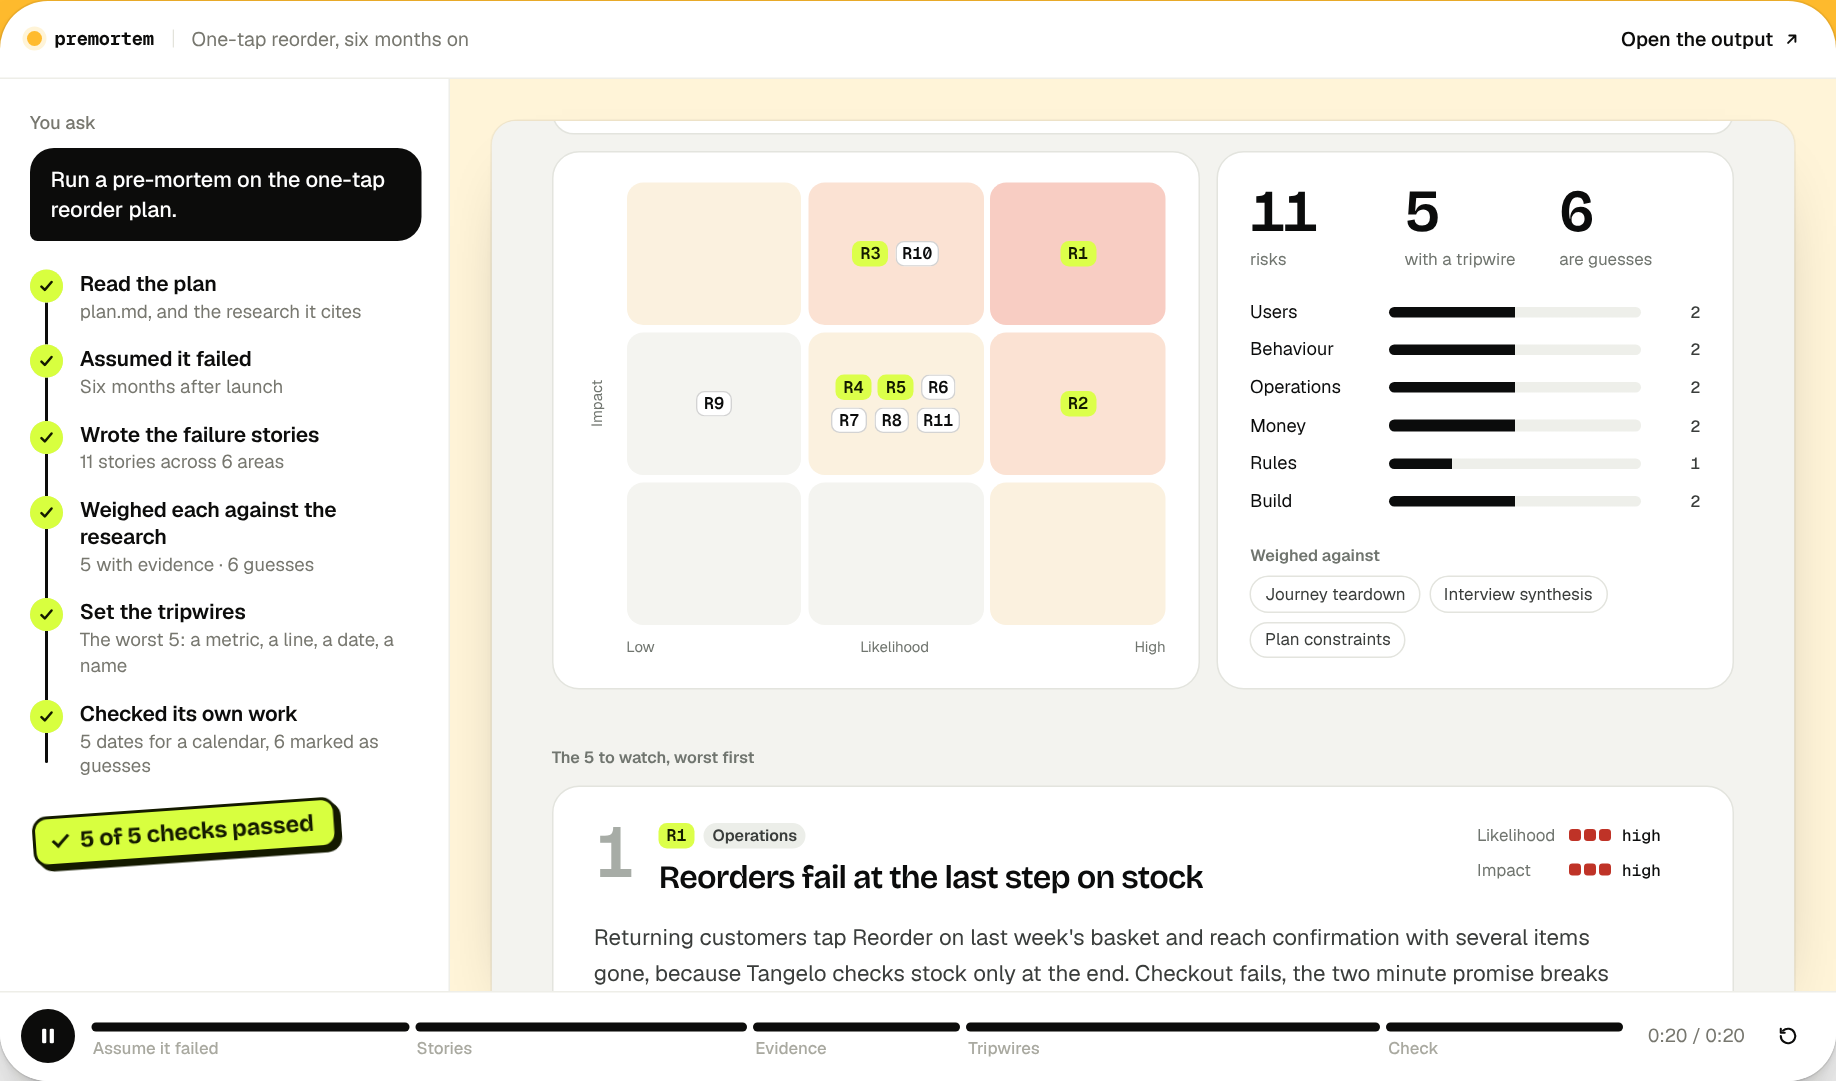 premortem
One-tap reorder, six months on
Open the output
You ask
Run a pre-mortem on the one-tap
reorder plan.
Read the plan
plan.md, and the research it cites
Assumed it failed
Six months after launch
Wrote the failure stories
11 stories across 6 areas
Weighed each against the
research
5 with evidence · 6 guesses
Set the tripwires
The worst 5: a metric, a line, a date, a
name
Checked its own work
5 dates for a calendar, 6 marked as
guesses
5 of 5 checks passed
Impact
R3 R10
R1
R9
R4 R5 R6
R7 R8 R11
R2
Low
Likelihood
High
11
risks
5
with a tripwire
6
are guesses
Users 2
Behaviour 2
Operations 2
Money 2
Rules 1
Build 2
Weighed against
Journey teardown
Interview synthesis
Plan constraints
The 5 to watch, worst first
1
R1 Operations
Reorders fail at the last step on stock
Likelihood high
Impact high
Returning customers tap Reorder on last week's basket and reach confirmation with several items
gone, because Tangelo checks stock only at the end. Checkout fails, the two minute promise breaks
Assume it failed
Stories
Evidence
Tripwires
Check
0:20 / 0:20